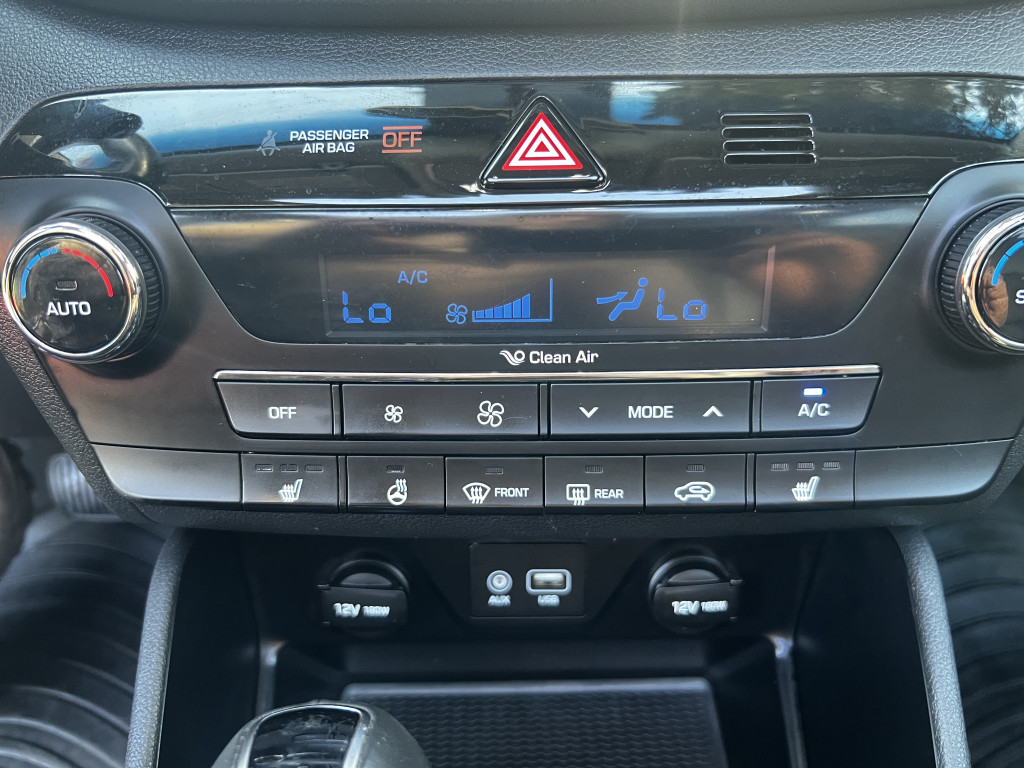 PASSENGER
AIR BAG
OFF
A/C
Lo
Lo
AUTO
Clean Air
OFF
MODE
A/C
FRONT
REAR
AUX
USB
12V 180W
12V 180W